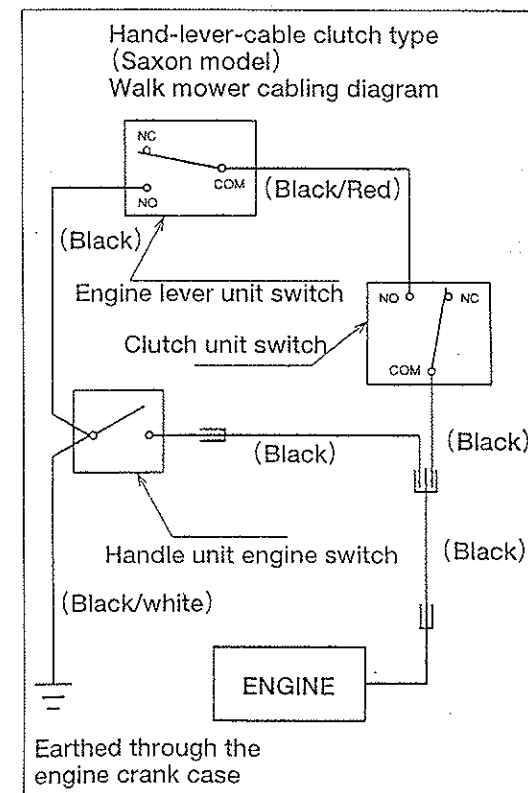 Hand-lever-cable clutch type
(Saxon model)
Walk mower cabling diagram
NC
COM
NO
(Black/Red)
(Black)
Engine lever unit switch
NO
NC
Clutch unit switch
COM
(Black)
(Black)
Handle unit engine switch
(Black)
(Black/white)
ENGINE
Earthed through the
engine crank case